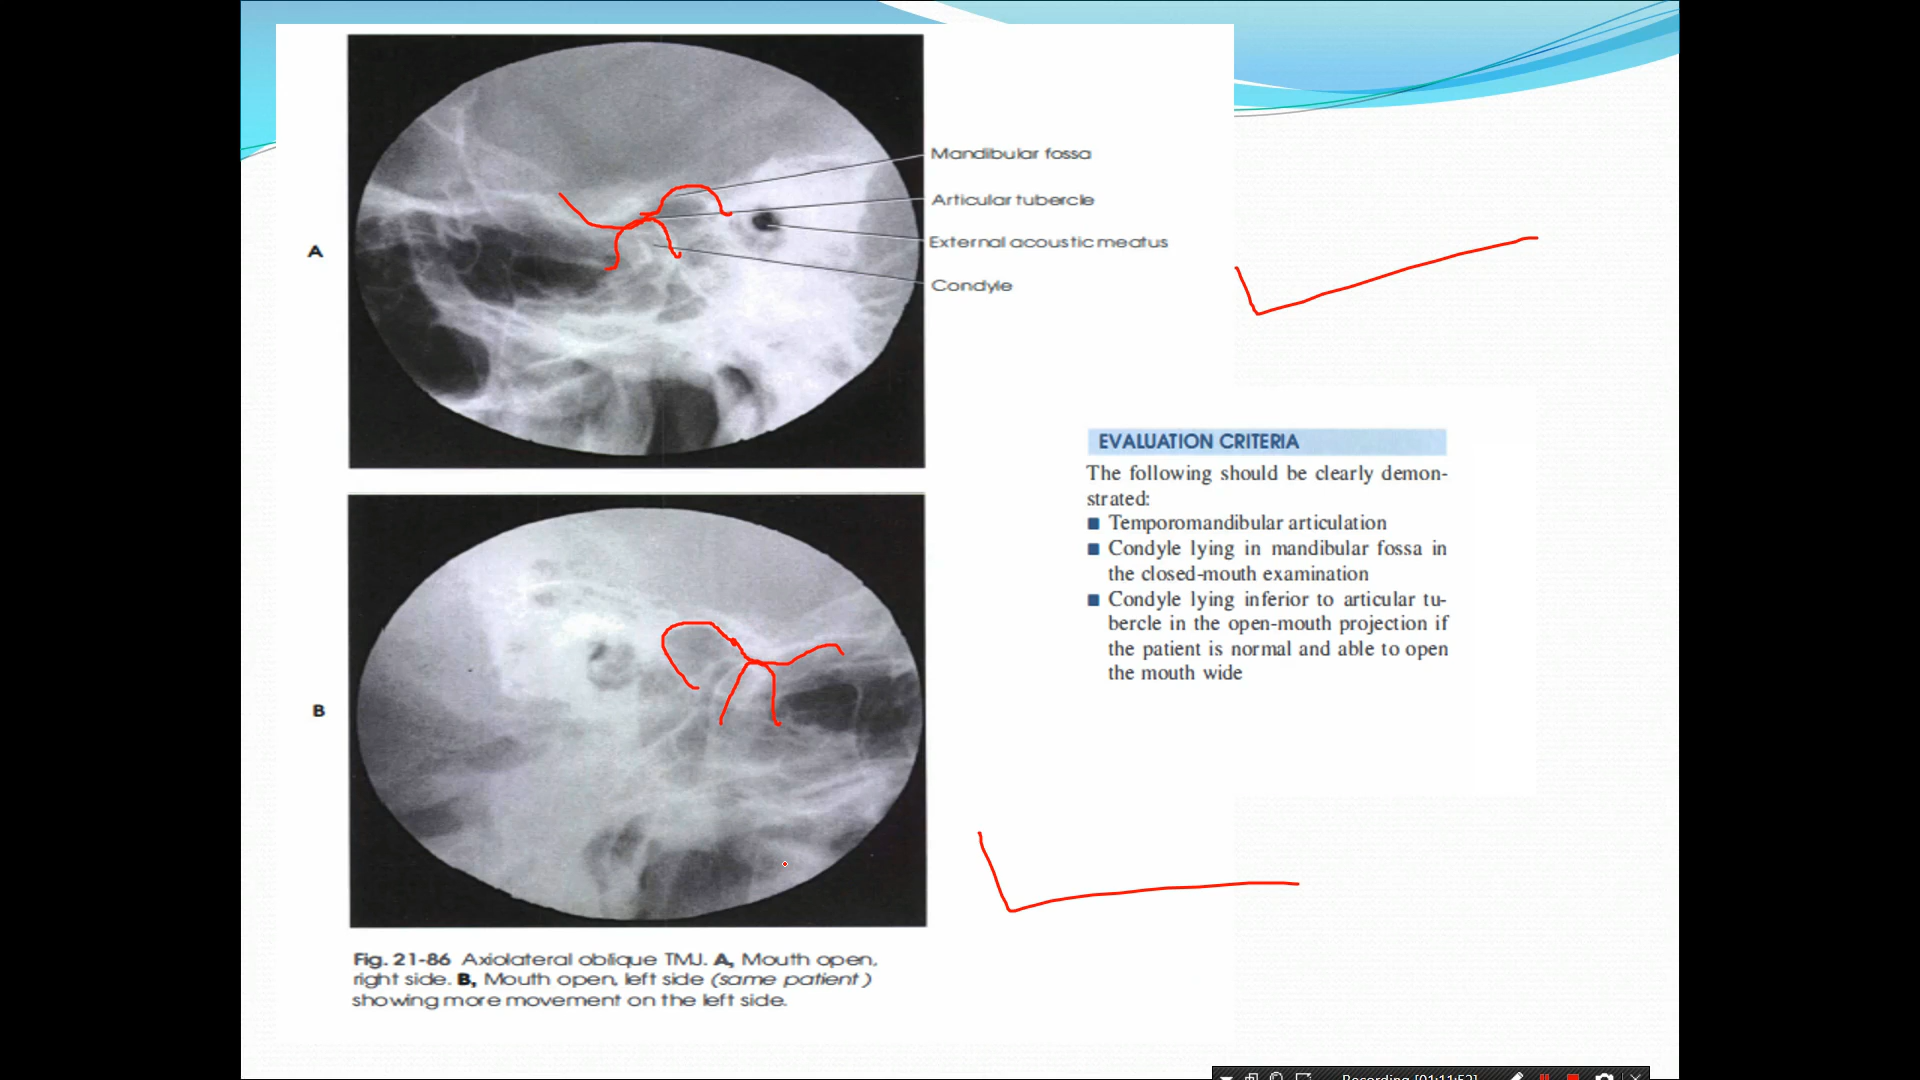 Mandibular fossa
Articular tubercle
External acoustic meatus
Condyle
A
EVALUATION CRITERIA
The following should be clearly demon-
strated:
Temporomandibular articulation
Condyle lying in mandibular fossa in
the closed-mouth examination
Condyle lying inferior to articular tu-
bercle in the open-mouth projection if
the patient is normal and able to open
the mouth wide
B
Fig. 21-86 Axiolateral oblique TMJ. A, Mouth open,
right side. B, Mouth open, left side (same patient)
showing more movement on the left side.
Recording [01:11:52]